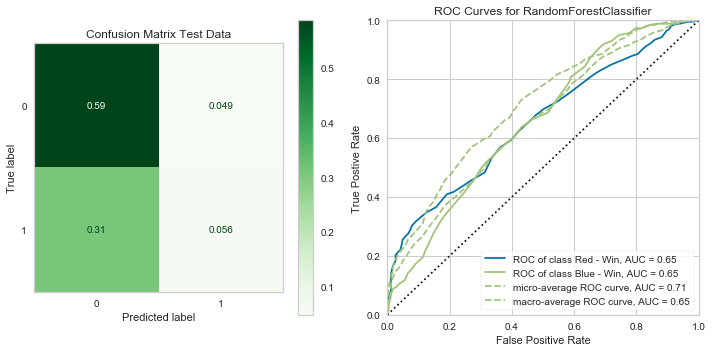 Confusion Matrix Test Data
True label
0
1
0.59
0.049
0.31
0.056
0
1
Predicted label
0.5
0.4
0.3
0.2
0.1
ROC Curves for RandomForestClassifier
True Postive Rate
1.0
0.8
0.6
0.4
0.2
0.0
0.0
0.2
0.4
0.6
0.8
1.0
False Positive Rate
ROC of class Red - Win, AUC = 0.65
ROC of class Blue - Win, AUC = 0.65
micro-average ROC curve, AUC = 0.71
macro-average ROC curve, AUC = 0.65